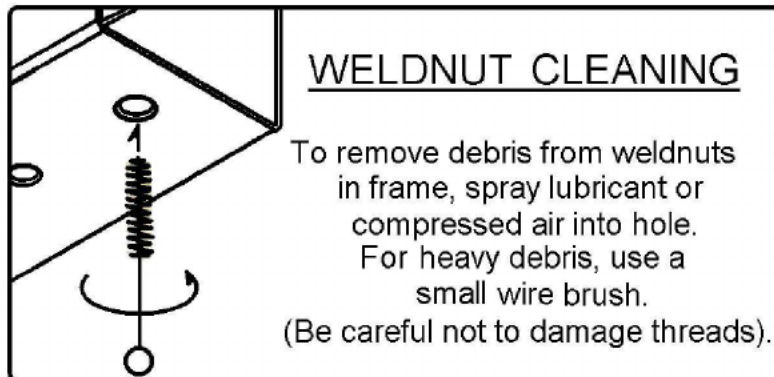 WELDNUT CLEANING
To remove debris from weldnuts
in frame, spray lubricant or
compressed air into hole.
For heavy debris, use a
small wire brush.
(Be careful not to damage threads).